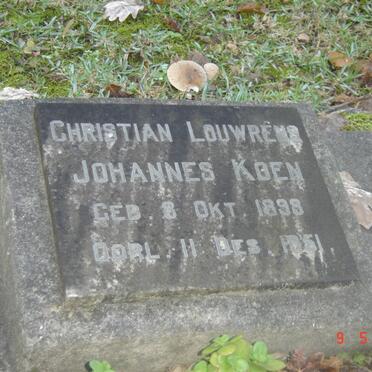 CHRISTIAN LOUWRENS
JOHANNES KOEN
GEB. 8 OKT. 1898
OORL. 11 DES. 1951
9 5